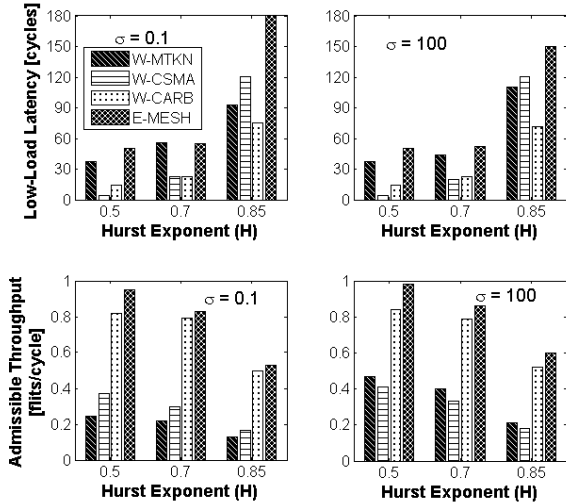 Low-Load Latency [cycles]
180
150
120
90
60
30
0
σ = 0.1
W-MTKN
W-CSMA
W-CARB
E-MESH
0.5 0.7 0.85
Hurst Exponent (H)
180
150
120
90
60
30
0
σ = 100
0.5 0.7 0.85
Hurst Exponent (H)
Admissible Throughput
[flits/cycle]
1
0.8
0.6
0.4
0.2
0
σ = 0.1
0.5 0.7 0.85
Hurst Exponent (H)
1
0.8
0.6
0.4
0.2
0
σ = 100
0.5 0.7 0.85
Hurst Exponent (H)